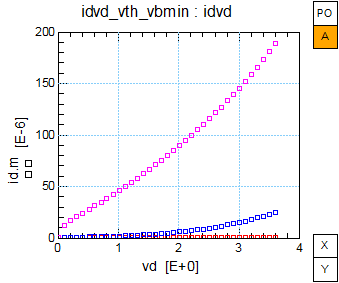 idvd_vth_vbmin : idvd
PO
A
200
150
100
50
0
id.m [E-6]
0 1 2 3 4
vd [E+0]
X
Y